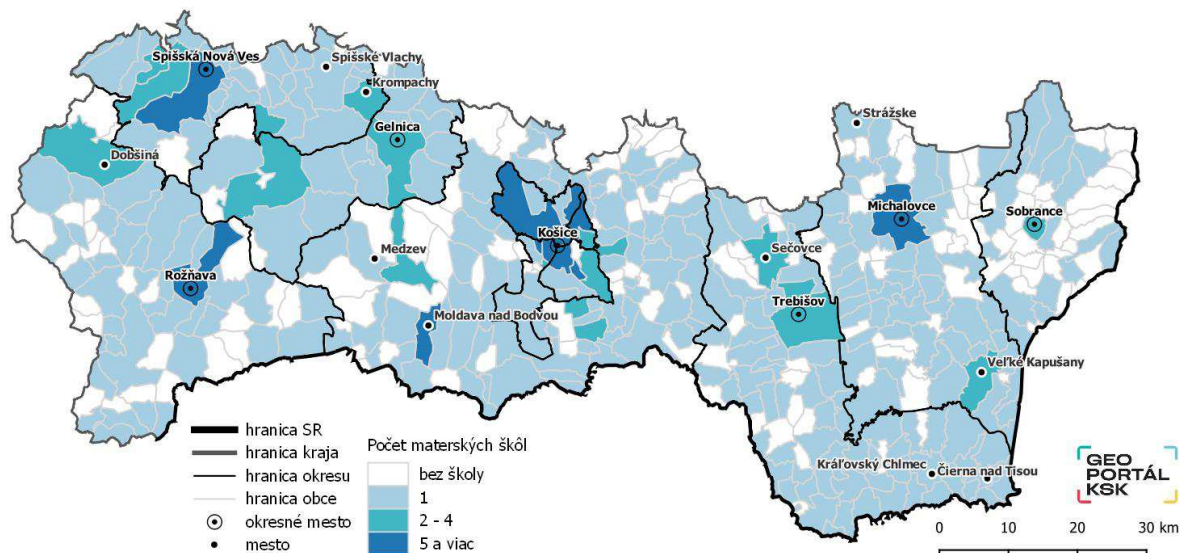 Spišská Nová Ves
Spišské Vlachy
Krompachy
Gelnica
Dobšiná
Strážske
Michalovce
Sobrance
Košice
Medzev
Sečovce
Rožňava
Trebišov
Moldava nad Bodvou
Veľké Kapušany
Kráľovský Chlmec
Čierna nad Tisou
hranica SR
hranica kraja
hranica okresu
hranica obce
okresné mesto
mesto
Počet materských škôl
bez školy
1
2 - 4
5 a viac
GEO
PORTÁL
KSK
0 10 20 30 km